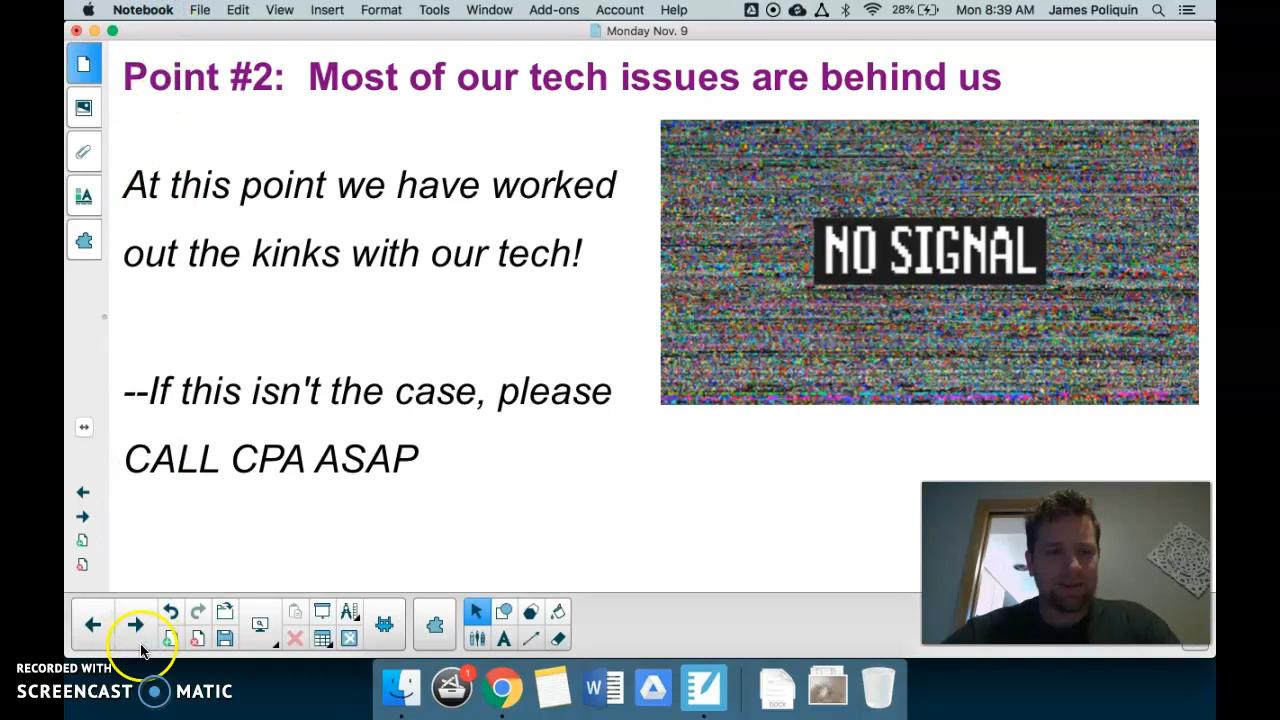 Notebook File Edit View Insert Format Tools Window Add-ons Account Help 28% Mon 8:39 AM James Poliquin
Monday Nov. 9
Point #2: Most of our tech issues are behind us
At this point we have worked
out the kinks with our tech!
NO SIGNAL
--If this isn't the case, please
CALL CPA ASAP
RECORDED WITH
SCREENCAST MATIC
1
W
DOCX